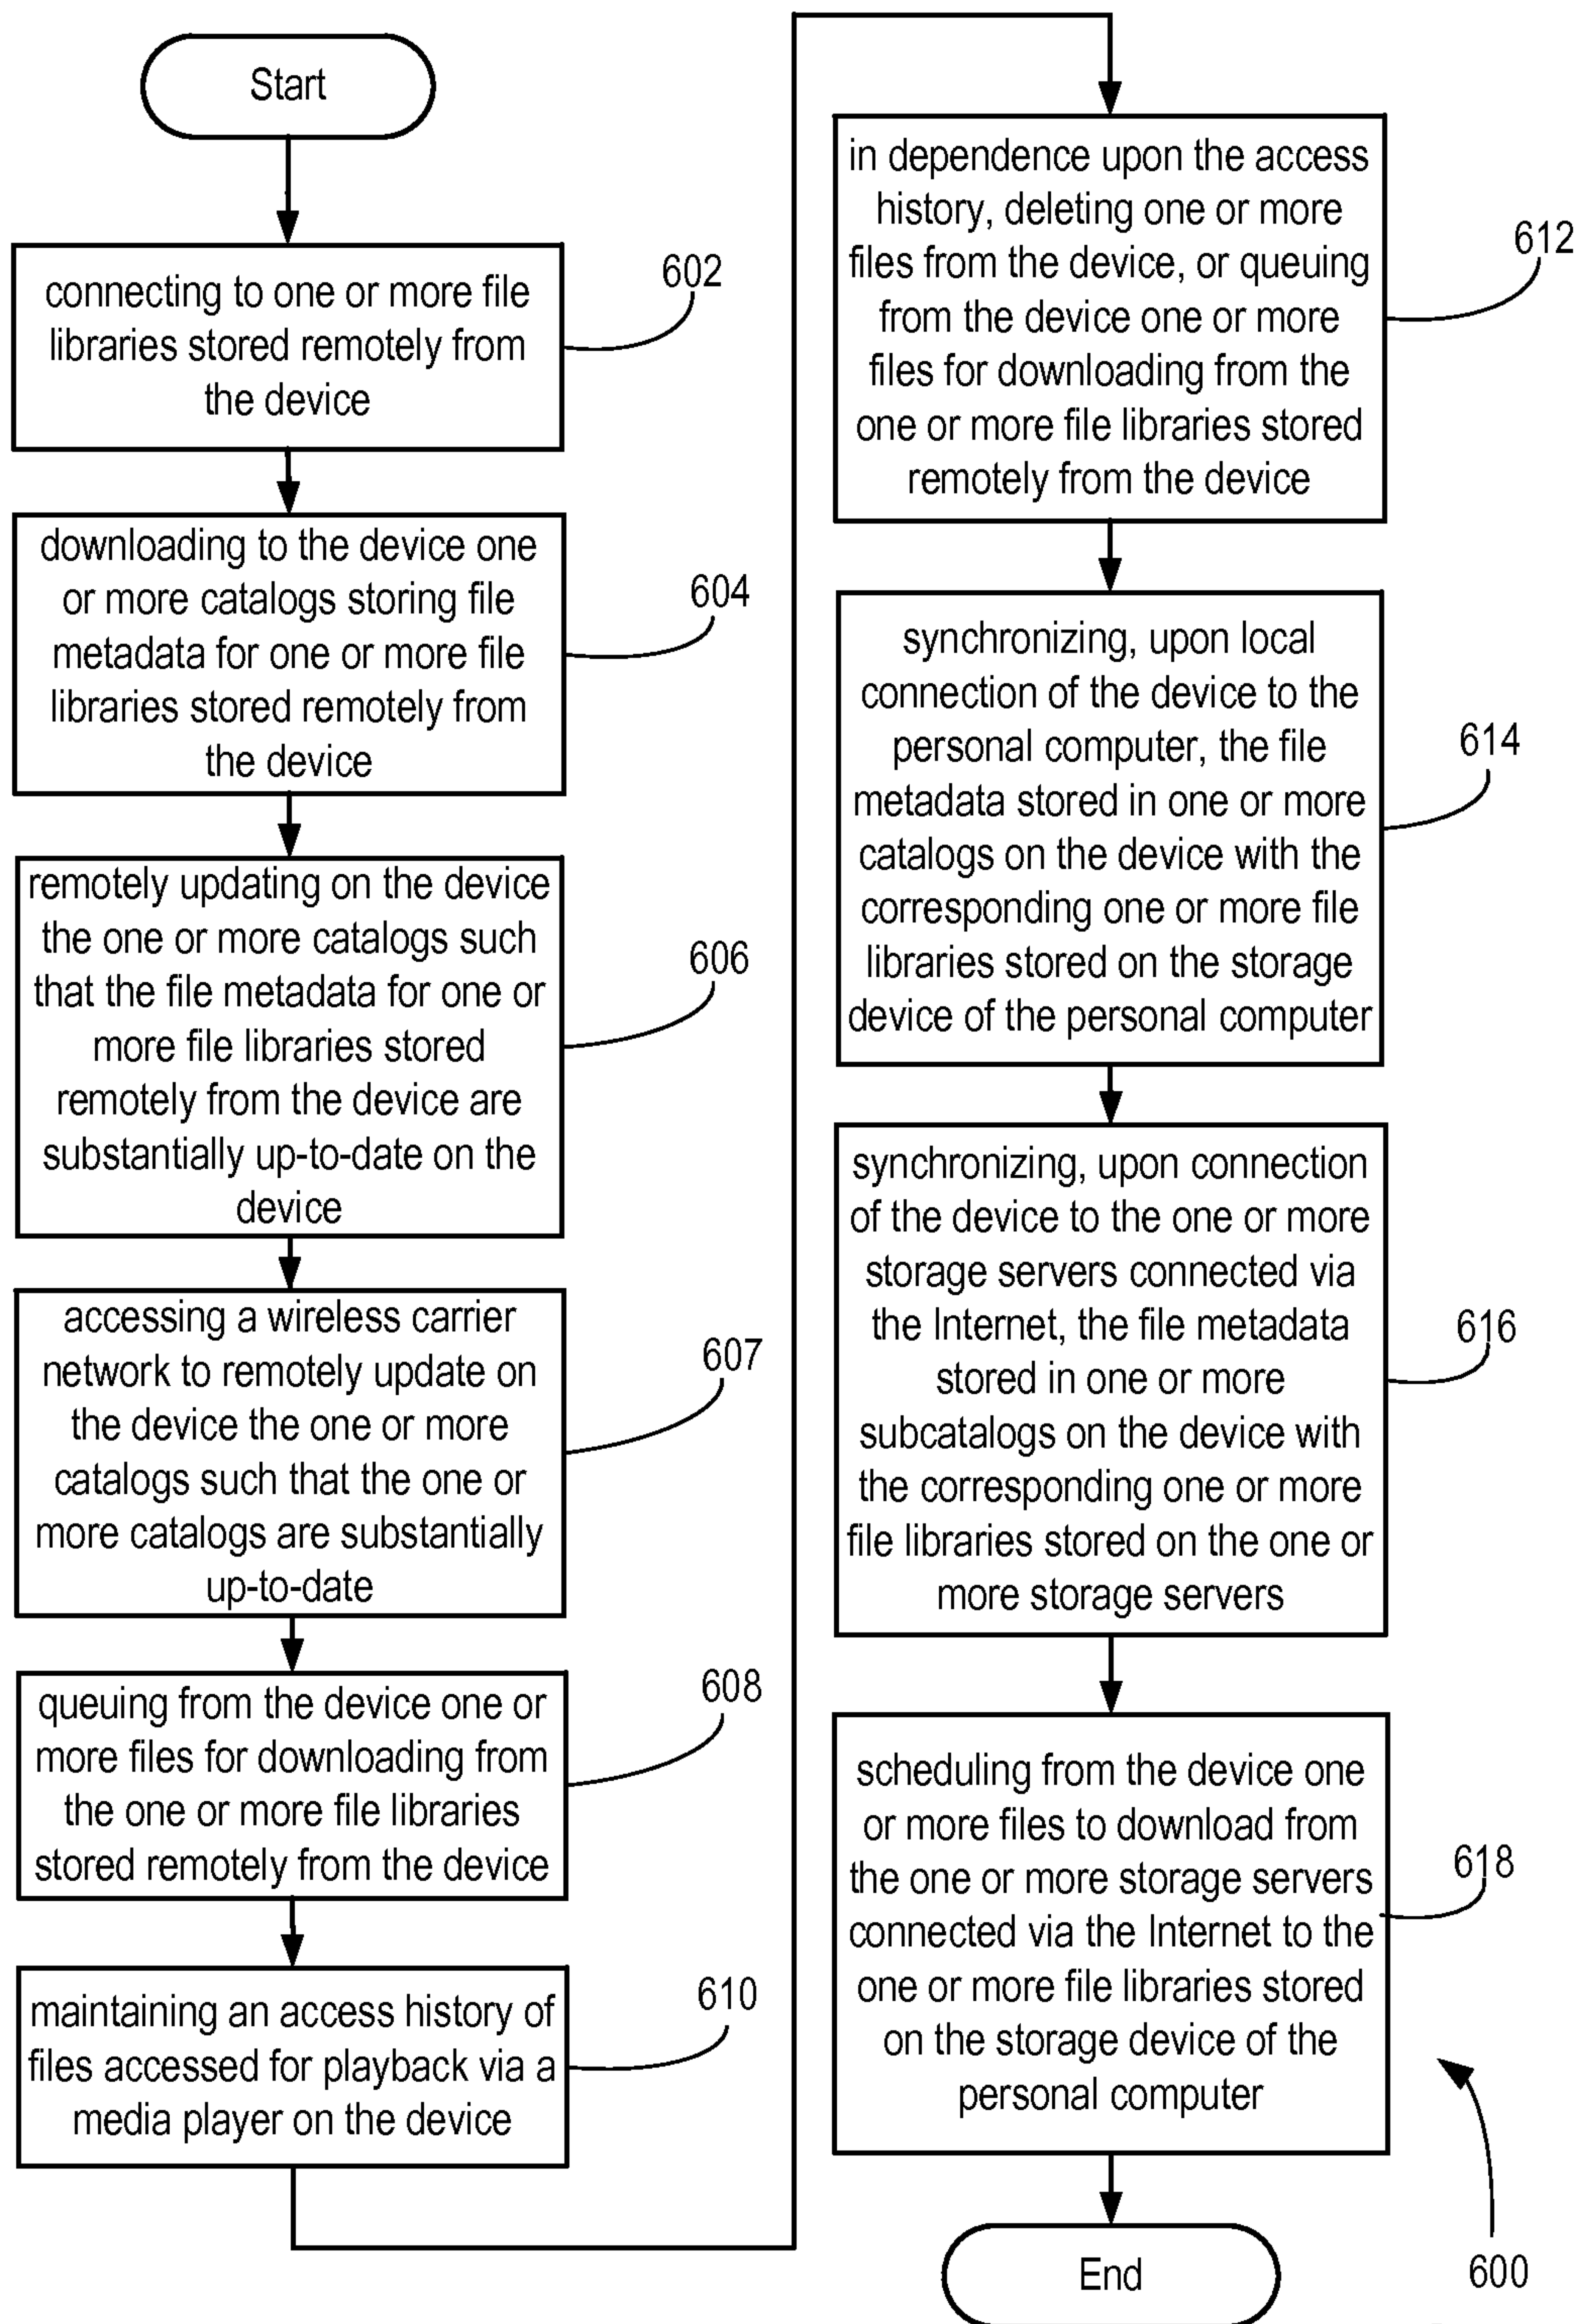 Start
connecting to one or more file
libraries stored remotely from
the device
602
downloading to the device one
or more catalogs storing file
metadata for one or more file
libraries stored remotely from
the device
604
remotely updating on the device
the one or more catalogs such
that the file metadata for one or
more file libraries stored
remotely from the device are
substantially up-to-date on the
device
606
accessing a wireless carrier
network to remotely update on
the device the one or more
catalogs such that the one or
more catalogs are substantially
up-to-date
607
queuing from the device one or
more files for downloading from
the one or more file libraries
stored remotely from the device
608
maintaining an access history of
files accessed for playback via a
media player on the device
610
in dependence upon the access
history, deleting one or more
files from the device, or queuing
from the device one or more
files for downloading from the
one or more file libraries stored
remotely from the device
612
synchronizing, upon local
connection of the device to the
personal computer, the file
metadata stored in one or more
catalogs on the device with the
corresponding one or more file
libraries stored on the storage
device of the personal computer
614
synchronizing, upon connection
of the device to the one or more
storage servers connected via
the Internet, the file metadata
stored in one or more
subcatalogs on the device with
the corresponding one or more
file libraries stored on the one or
more storage servers
616
scheduling from the device one
or more files to download from
the one or more storage servers
connected via the Internet to the
one or more file libraries stored
on the storage device of the
personal computer
618
End
600